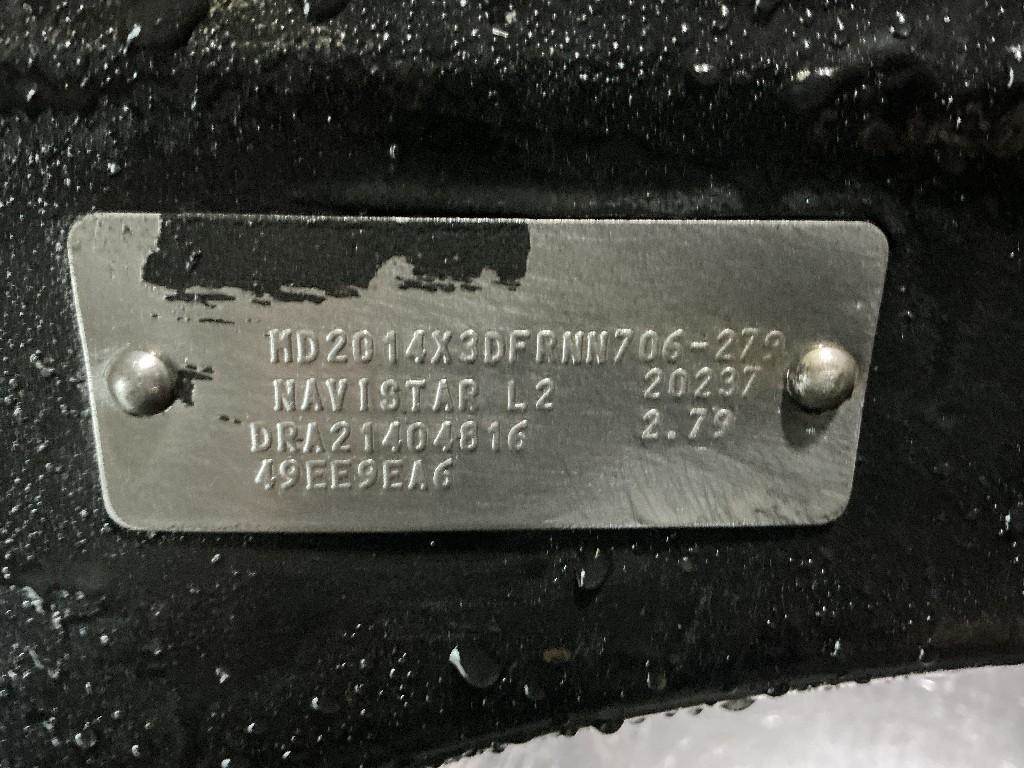 MD2014X3DFRNN706-279
NAVISTAR L2 20237
DRA21404816 2.79
49EE9EA6